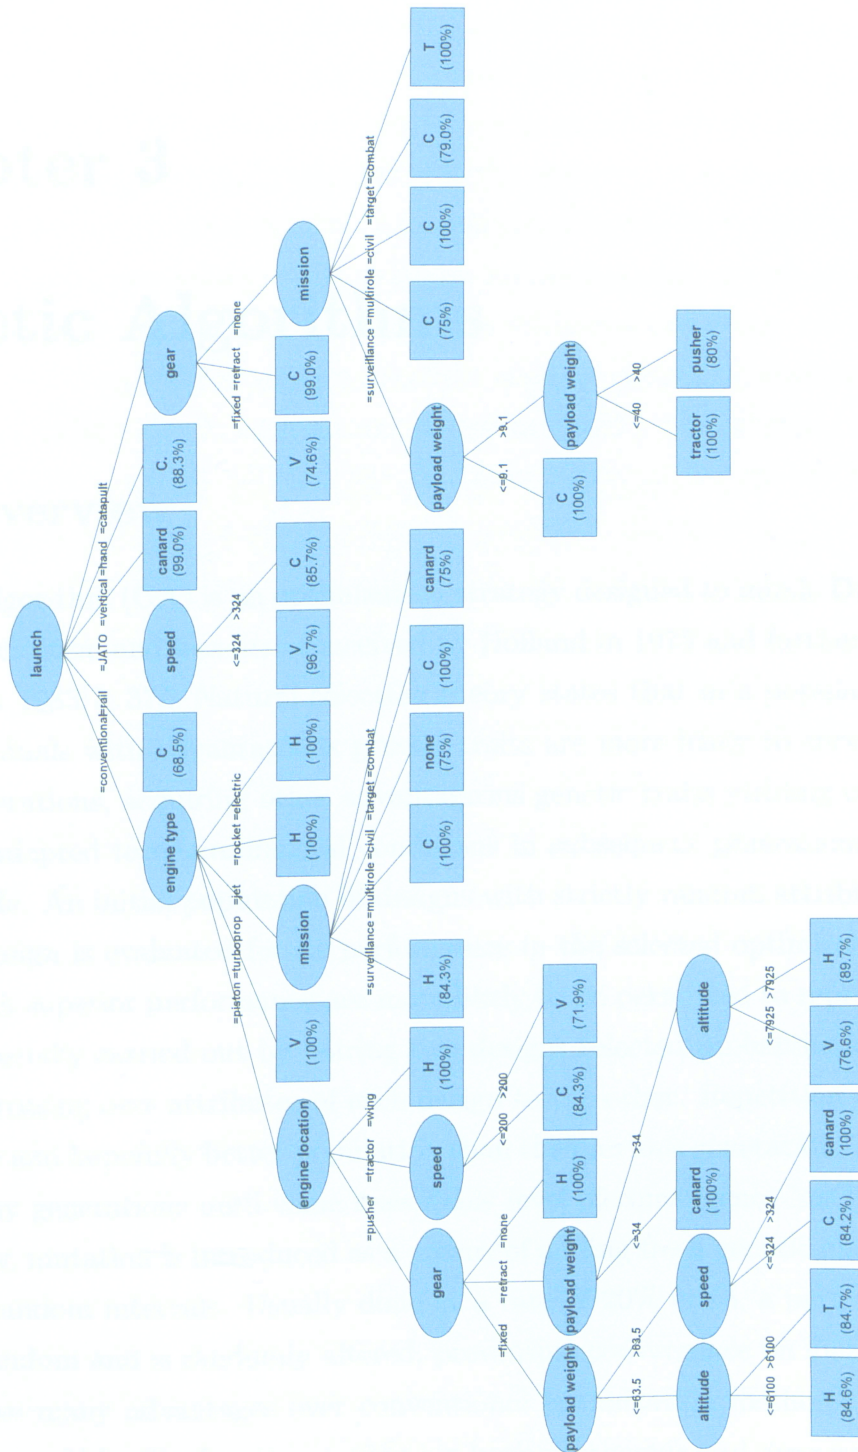 launch
=conventional =rail =JATO =vertical =hand =catapult
engine type
C
(68.5%)
speed
canard
(99.0%)
C.
(88.3%)
gear
=piston =turboprop =jet =rocket =electric
<=324 >324
=fixed =retract =none
engine location
V
(100%)
mission
H
(100%)
H
(100%)
V
(96.7%)
C
(85.7%)
V
(74.6%)
C
(99.0%)
mission
=pusher =tractor =wing
=surveillance =multirole =civil =target =combat
=surveillance =multirole =civil =target =combat
gear
speed
H
(100%)
H
(84.3%)
C
(100%)
none
(75%)
C
(100%)
canard
(75%)
payload weight
C
(75%)
C
(100%)
C
(79.0%)
T
(100%)
=fixed =retract =none
<=200 >200
<=9.1 >9.1
payload weight
payload weight
H
(100%)
C
(84.3%)
V
(71.9%)
C
(100%)
payload weight
<=63.5 >63.5
<=34 >34
<=40 >40
altitude
speed
canard
(100%)
altitude
tractor
(100%)
pusher
(80%)
<=6100 >6100
<=324 >324
<=7925 >7925
H
(84.6%)
T
(84.7%)
C
(84.2%)
canard
(100%)
V
(76.6%)
H
(89.7%)